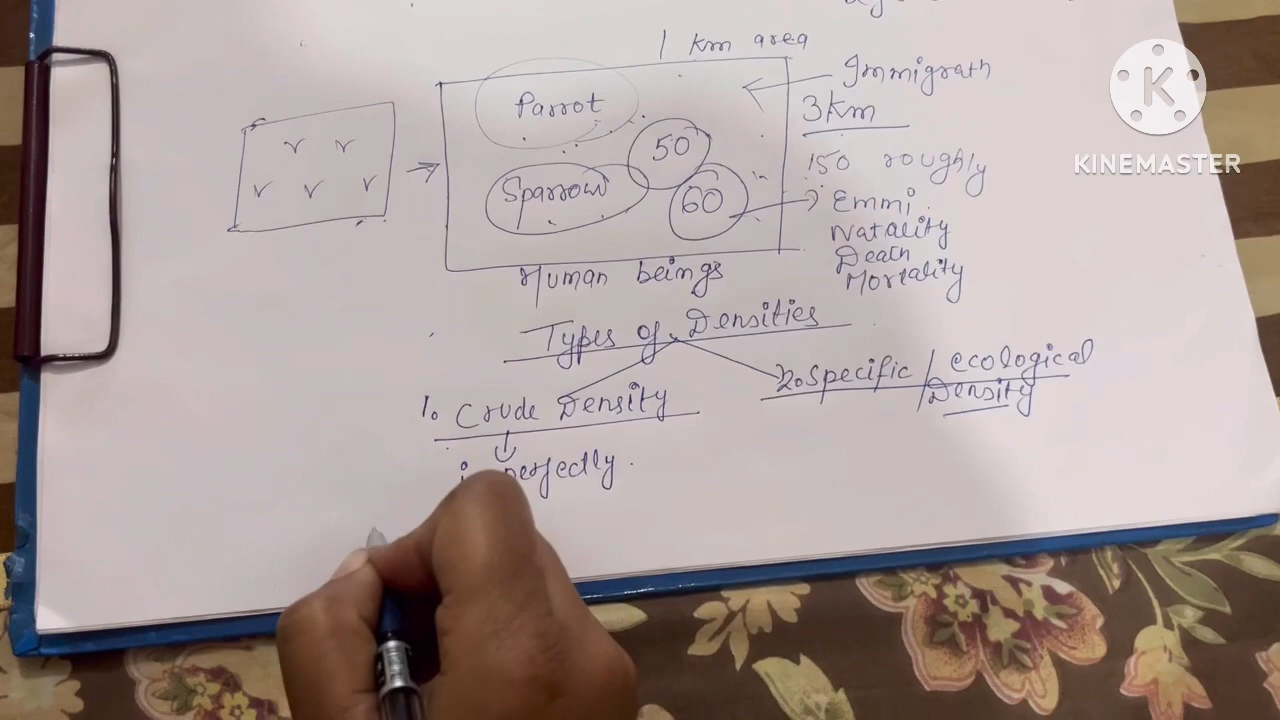 1 km area
Parrot
50
Sparrow
60
Human beings
3km
150 roughly
Emmi.
Natality
Death
Mortality
Types of Densities
1. Crude Density
2. Specific / ecological
Density
perfectly.
KINEMASTER